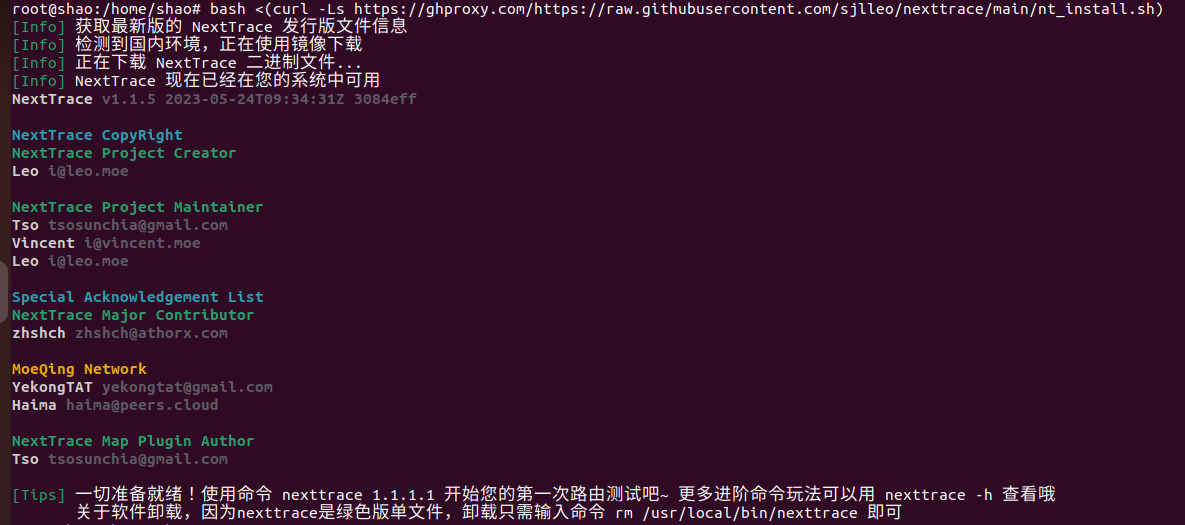 root@shao:/home/shao# bash <(curl -Ls https://ghproxy.com/https://raw.githubusercontent.com/sjlleo/nexttrace/main/nt_install.sh)
[Info] 获取最新版的 NextTrace 发行版文件信息
[Info] 检测到国内环境，正在使用镜像下载
[Info] 正在下载 NextTrace 二进制文件...
[Info] NextTrace 现在已经在您的系统中可用
NextTrace v1.1.5 2023-05-24T09:34:31Z 3084eff
NextTrace CopyRight
NextTrace Project Creator
Leo i@leo.moe
NextTrace Project Maintainer
Tso tsosunchia@gmail.com
Vincent i@vincent.moe
Leo i@leo.moe
Special Acknowledgement List
NextTrace Major Contributor
zhshch zhshch@athorx.com
MoeQing Network
YekongTAT yekongtat@gmail.com
Haima haima@peers.cloud
NextTrace Map Plugin Author
Tso tsosunchia@gmail.com
[Tips] 一切准备就绪！使用命令 nexttrace 1.1.1.1 开始您的第一次路由测试吧~ 更多进阶命令玩法可以用 nexttrace -h 查看哦
关于软件卸载，因为nexttrace是绿色版单文件，卸载只需输入命令 rm /usr/local/bin/nexttrace 即可